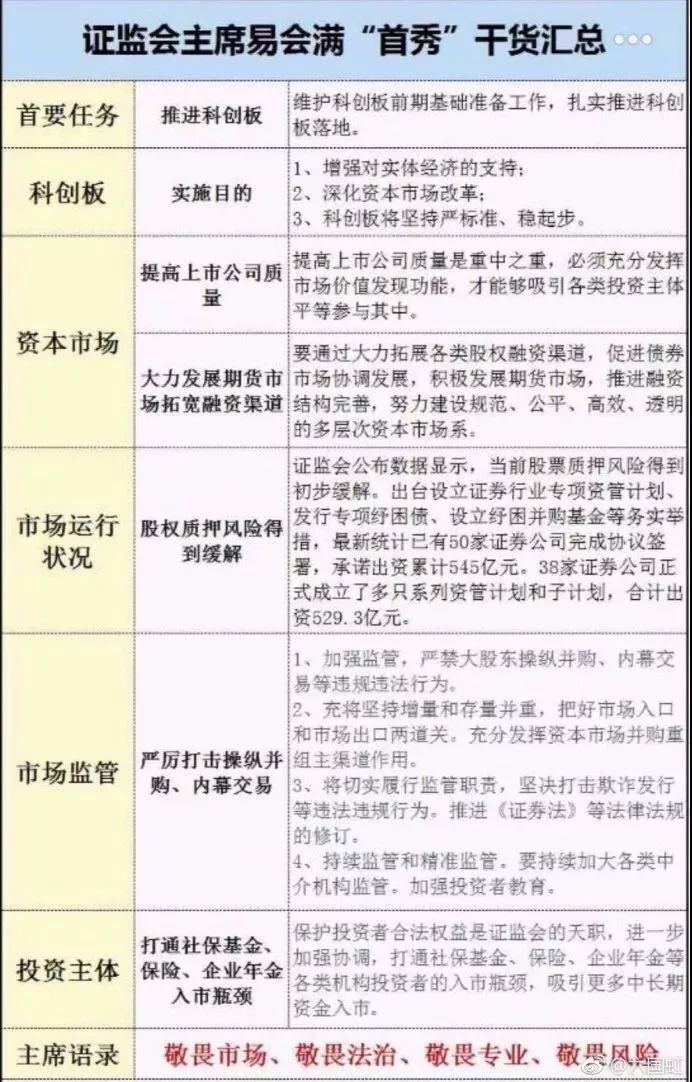 证监会主席易会满“首秀”干货汇总
首要任务
推进科创板
维护科创板前期基础准备工作，扎实推进科创
板落地。
科创板
实施目的
1、增强对实体经济的支持；
2、深化资本市场改革；
3、科创板将坚持严标准、稳起步。
资本市场
提高上市公司质
量
提高上市公司质量是重中之重，必须充分发挥
市场价值发现功能，才能够吸引各类投资主体
平等参与其中。
大力发展期货市
场拓宽融资渠道
要通过大力拓展各类股权融资渠道，促进债券
市场协调发展，积极发展期货市场，推进融资
结构完善，努力建设规范、公平、高效、透明
的多层次资本市场系。
市场运行
状况
股权质押风险得
到缓解
证监会公布数据显示，当前股票质押风险得到
初步缓解。出台设立证券行业专项资管计划、
发行专项纾困债、设立纾困并购基金等务实举
措，最新统计已有50家证券公司完成协议签
署，承诺出资累计545亿元。38家证券公司正
式成立了多只系列资管计划和子计划，合计出
资529.3亿元。
市场监管
严厉打击操纵并
购、内幕交易
1、加强监管，严禁大股东操纵并购、内幕交
易等违规违法行为。
2、充将坚持增量和存量并重，把好市场入口
和市场出口两道关。充分发挥资本市场并购重
组主渠道作用。
3、将切实履行监管职责，坚决打击欺诈发行
等违法违规行为。推进《证券法》等法律法规
的修订。
4、持续监管和精准监管。要持续加大各类中
介机构监管。加强投资者教育。
投资主体
打通社保基金、
保险、企业年金
入市瓶颈
保护投资者合法权益是证监会的天职，进一步
加强协调，打通社保基金、保险、企业年金等
各类机构投资者的入市瓶颈，吸引更多中长期
资金入市。
主席语录
敬畏市场、敬畏法治、敬畏专业、敬畏风险